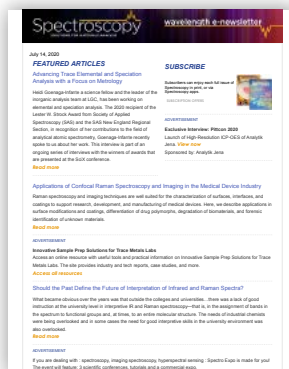 Spectroscopy
wavelength e-newsletter
July 14, 2020
FEATURED ARTICLES
Advancing Trace Elemental and Speciation
Analysis with a Focus on Metrology
Heidi Goenaga-Infante a science fellow and the leader of the
inorganic analysis team at LGC, has been working on
elemental and speciation analysis. The 2020 recipient of the
Lester W. Strock Award from Society of Applied
Spectroscopy (SAS) and the SAS New England Regional
Section, in recognition of her contributions to the field of
analytical atomic spectrometry, Goenaga-Infante recently
spoke to us about her work. This interview is part of an
ongoing series of interviews with the winners of awards that
are presented at the SciX conference.
Read more
SUBSCRIBE
Subscribers can enjoy each full issue of
Spectroscopy in print, or via
Spectroscopy apps.
SUBSCRIPTION OPTIONS
ADVERTISEMENT
Exclusive Interview: Pittcon 2020
Launch of High-Resolution ICP-OES of Analytik
Jena. View now
Sponsored by: Analytik Jena
Applications of Confocal Raman Spectroscopy and Imaging in the Medical Device Industry
Raman spectroscopy and imaging techniques are well suited for the characterization of surfaces, interfaces, and
coatings to support research, development, and manufacturing of medical devices. Here, we describe applications in
surface modifications and coatings, differentiation of drug polymorphs, degradation of biomaterials, and forensic
identification of unknown materials.
Read more
ADVERTISEMENT
Innovative Sample Prep Solutions for Trace Metals Labs
Access an online resource with useful tools and practical information on Innovative Sample Prep Solutions for Trace
Metals Labs. The site provides industry and tech reports, case studies, and more.
Access all resources
Should the Past Define the Future of Interpretation of Infrared and Raman Spectra?
What became obvious over the years was that outside the colleges and universities…there was a lack of good
instruction at the university level in interpretive IR and Raman spectroscopy—that is, in the assignment of bands in
the spectrum to functional groups and, at times, to an entire molecular structure. The needs of industrial chemists
were being overlooked and in some cases the need for good interpretive skills in the university environment was
also overlooked.
Read more
ADVERTISEMENT
If you are dealing with : spectroscopy, imaging spectroscopy, hyperspectral sensing : Spectro Expo is made for you!
The event will feature: 3 scientific conferences, tutorials and a commercial expo.